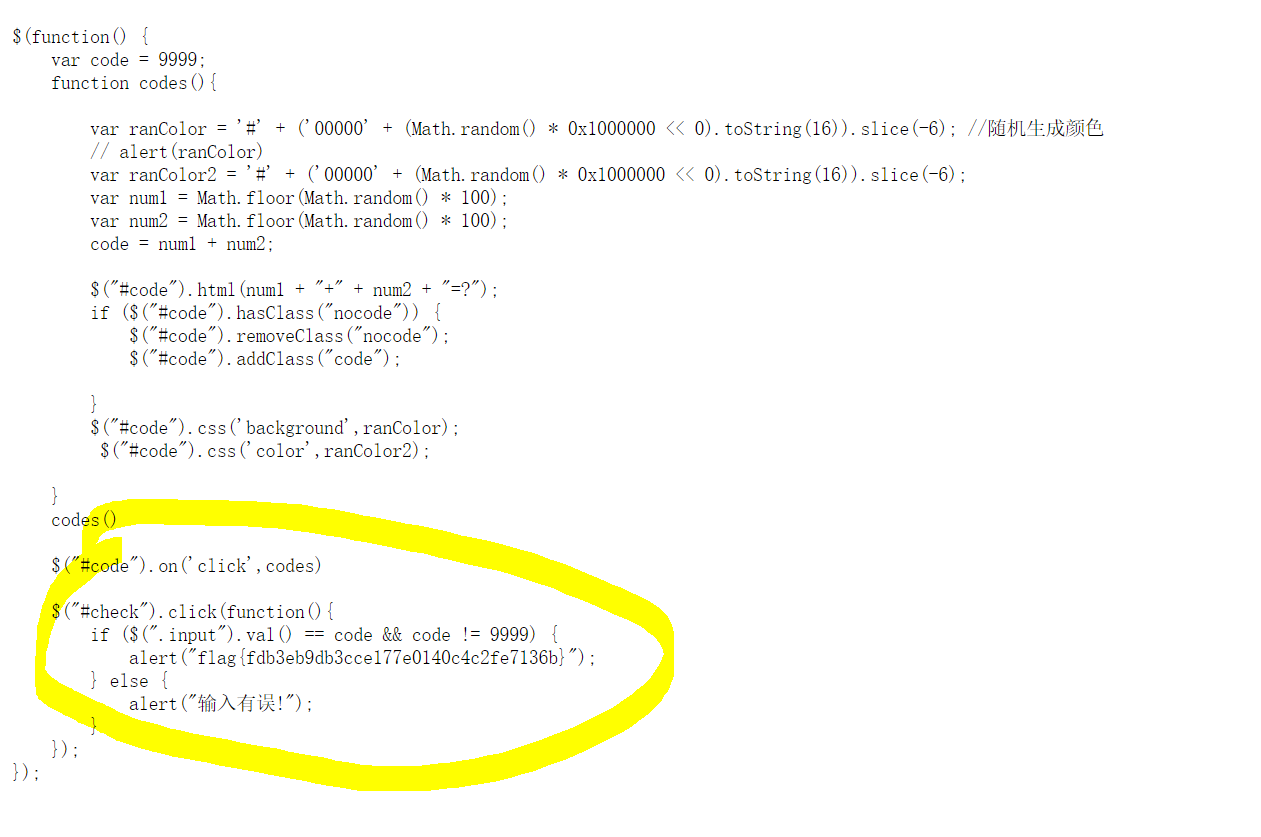 $(function() {
var code = 9999;
function codes(){
var ranColor = '#' + ('00000' + (Math.random() * 0x1000000 << 0).toString(16)).slice(-6); //随机生成颜色
// alert(ranColor)
var ranColor2 = '#' + ('00000' + (Math.random() * 0x1000000 << 0).toString(16)).slice(-6);
var num1 = Math.floor(Math.random() * 100);
var num2 = Math.floor(Math.random() * 100);
code = num1 + num2;
$("#code").html(num1 + "+" + num2 + "=?");
if ($("#code").hasClass("nocode")) {
$("#code").removeClass("nocode");
$("#code").addClass("code");
}
$("#code").css('background',ranColor);
$("#code").css('color',ranColor2);
}
codes()
$("#code").on('click',codes)
$("#check").click(function(){
if ($(".input").val() == code && code != 9999) {
alert("flag{fdb3eb9db3cce177e0140c4c2fe7136b}");
} else {
alert("输入有误!");
}
});
});